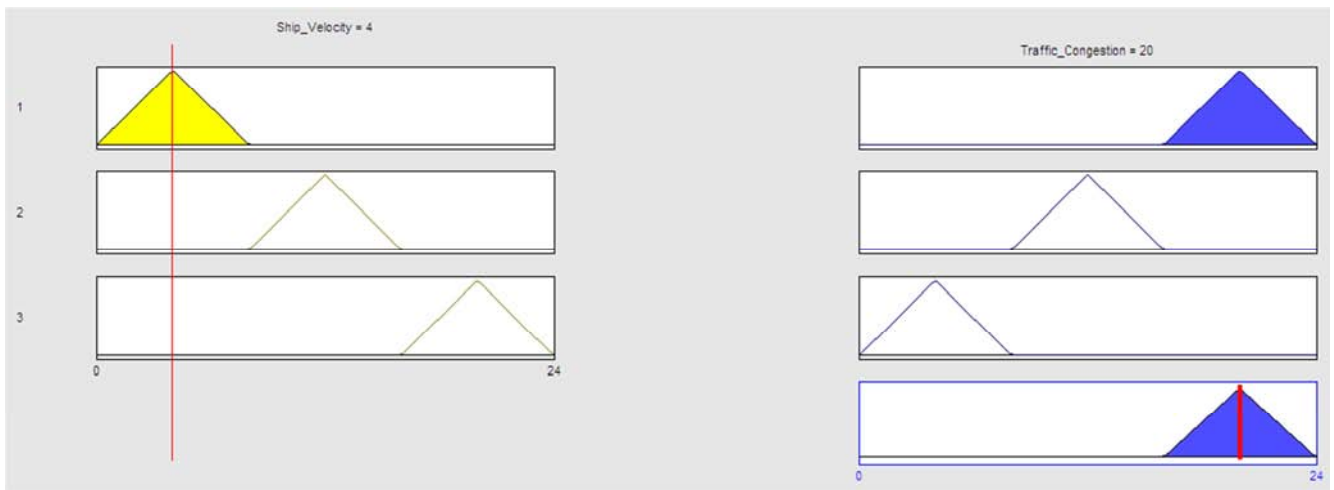 Ship_Velocity = 4
Traffic_Congestion = 20
1
2
3
0 24
0 24